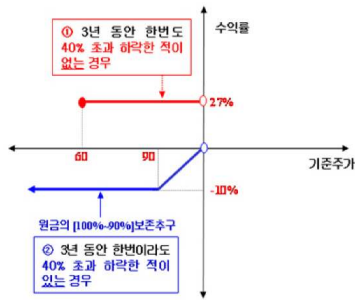 ① 3년 동안 한번도
40% 초과 하락한 적이
없는 경우
수익률
27%
60
90
기준주가
-10%
원금의 [100%~90%]보존추구
② 3년 동안 한번이라도
40% 초과 하락한 적이
있는 경우